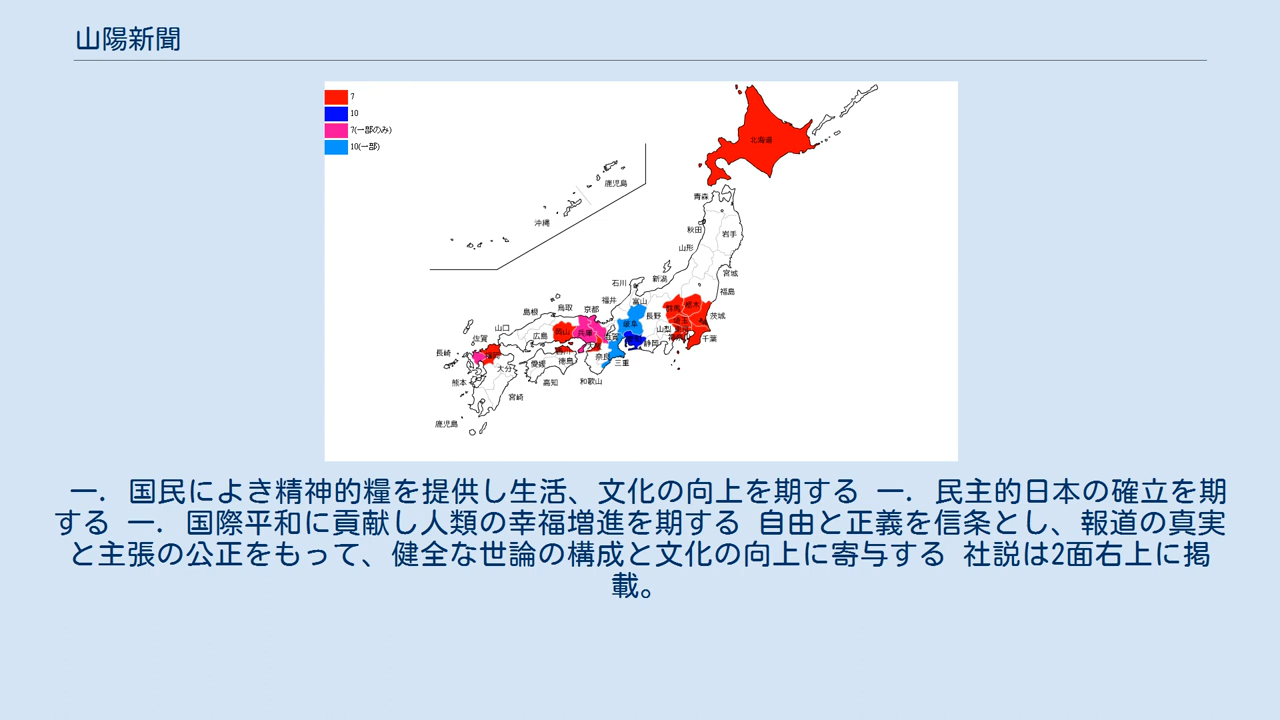 山陽新聞
7
10
7(一部のみ)
10(一部)
北海道
鹿児島
沖縄
青森
秋田
岩手
山形
宮城
新潟
石川
福島
福井
富山
鳥取
京都
長野
群馬
栃木
茨城
島根
山口
岡山
兵庫
岐阜
山梨
埼玉
佐賀
広島
静岡
千葉
長崎
福岡
奈良
三重
愛媛
徳島
大分
熊本
高知
和歌山
宮崎
鹿児島
一．国民によき精神的糧を提供し生活、文化の向上を期する 一．民主的日本の確立を期
する 一．国際平和に貢献し人類の幸福増進を期する 自由と正義を信条とし、報道の真実
と主張の公正をもって、健全な世論の構成と文化の向上に寄与する 社説は2面右上に掲
載。